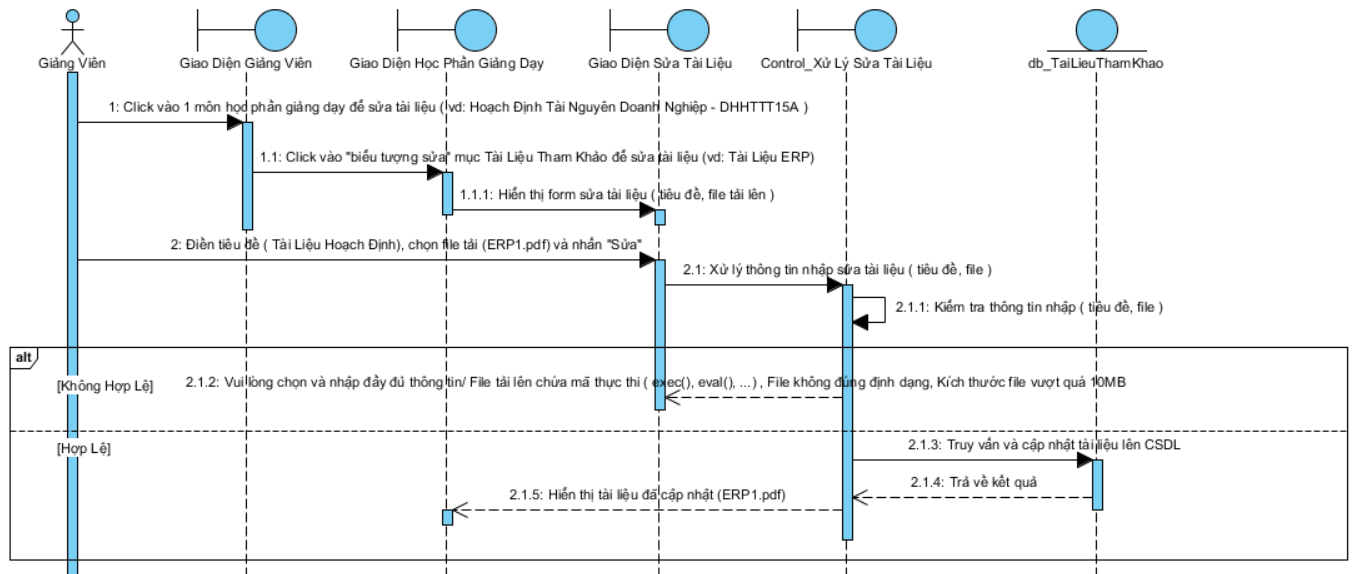 Giảng Viên
Giao Diện Giảng Viên
Giao Diện Học Phần Giảng Dạy
Giao Diện Sửa Tài Liệu
Control_Xử Lý Sửa Tài Liệu
db_TaiLieuThamKhao
1: Click vào 1 môn học phần giảng dạy để sửa tài liệu ( vd: Hoạch Định Tài Nguyên Doanh Nghiệp - DHHTTT15A )
1.1: Click vào "biểu tượng sửa" mục Tài Liệu Tham Khảo để sửa tài liệu (vd: Tài Liệu ERP)
1.1.1: Hiển thị form sửa tài liệu ( tiêu đề, file tải lên )
2: Điền tiêu đề ( Tài Liệu Hoạch Định), chọn file tải (ERP1.pdf) và nhấn "Sửa"
2.1: Xử lý thông tin nhập sửa tài liệu ( tiêu đề, file )
2.1.1: Kiểm tra thông tin nhập ( tiêu đề, file )
alt
[Không Hợp Lệ]
2.1.2: Vui lòng chọn và nhập đầy đủ thông tin/ File tải lên chứa mã thực thi ( exec(), eval(), ...) , File không đúng định dạng, Kích thước file vượt quá 10MB
[Hợp Lệ]
2.1.3: Truy vấn và cập nhật tài liệu lên CSDL
2.1.4: Trả về kết quả
2.1.5: Hiển thị tài liệu đã cập nhật (ERP1.pdf)